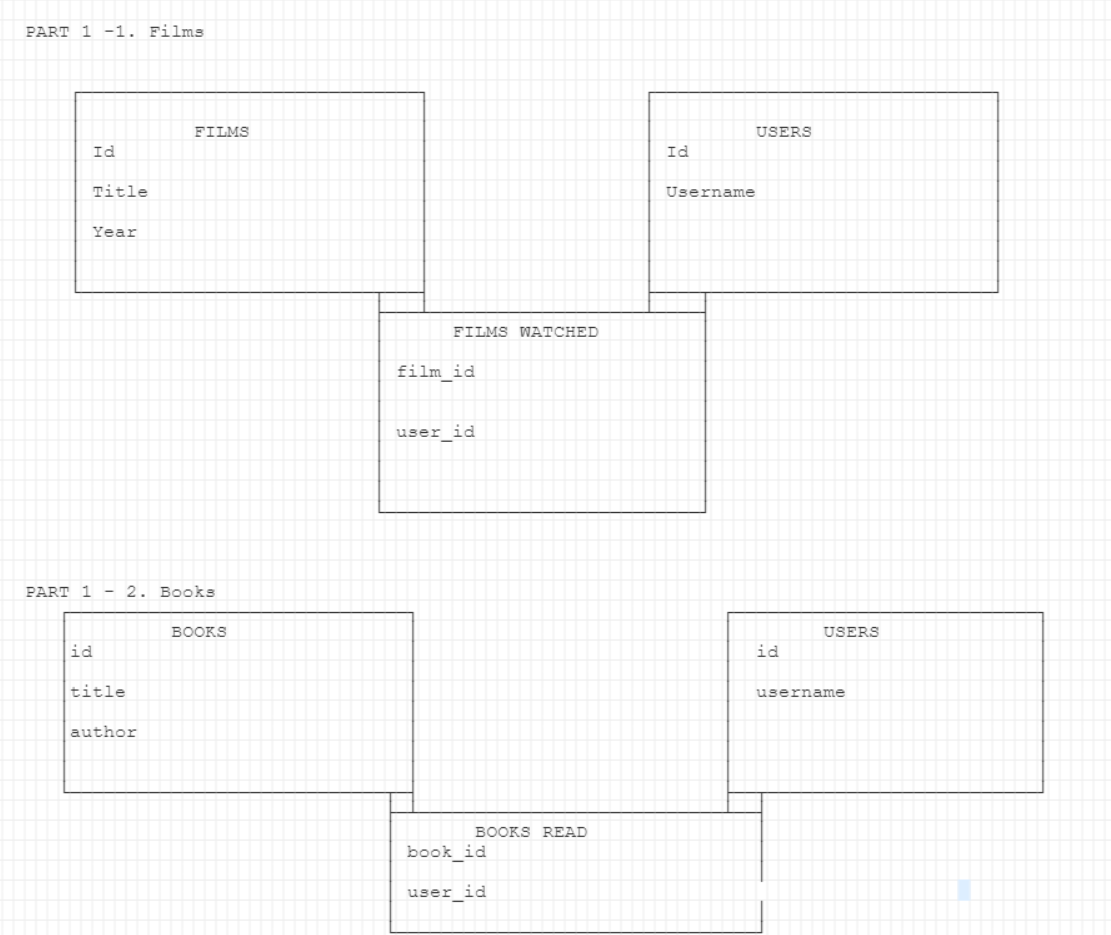 PART 1 -1. Films
FILMS
Id
Title
Year
USERS
Id
Username
FILMS WATCHED
film_id
user_id
PART 1 - 2. Books
BOOKS
id
title
author
USERS
id
username
BOOKS READ
book_id
user_id